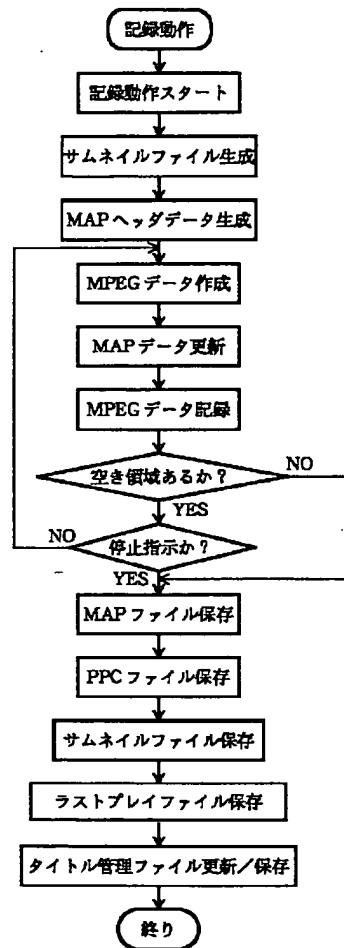 記録動作
記録動作スタート
サムネイルファイル生成
MAPヘッダデータ生成
MPEGデータ作成
MAPデータ更新
MPEGデータ記録
空き領域あるか？
NO
YES
停止指示か？
NO
YES
MAPファイル保存
PPCファイル保存
サムネイルファイル保存
ラストプレイファイル保存
タイトル管理ファイル更新／保存
終り